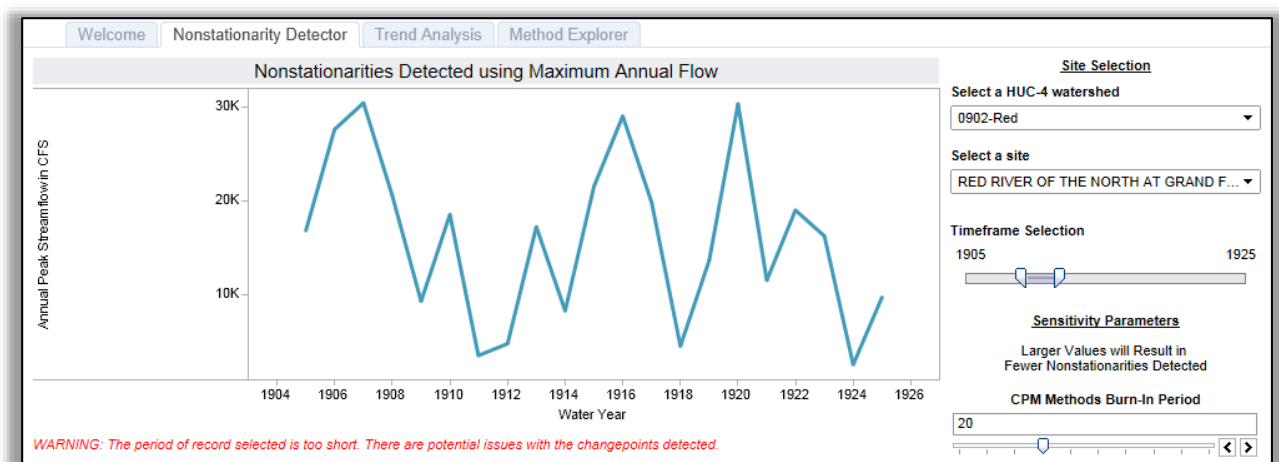 Welcome
Nonstationarity Detector
Trend Analysis
Method Explorer
Nonstationarities Detected using Maximum Annual Flow
Annual Peak Streamflow in CFS
30K
20K
10K
1904
1906
1908
1910
1912
1914
1916
1918
1920
1922
1924
1926
Water Year
WARNING: The period of record selected is too short. There are potential issues with the changepoints detected.
Site Selection
Select a HUC-4 watershed
0902-Red
Select a site
RED RIVER OF THE NORTH AT GRAND F...
Timeframe Selection
1905
1925
Sensitivity Parameters
Larger Values will Result in
Fewer Nonstationarities Detected
CPM Methods Burn-In Period
20